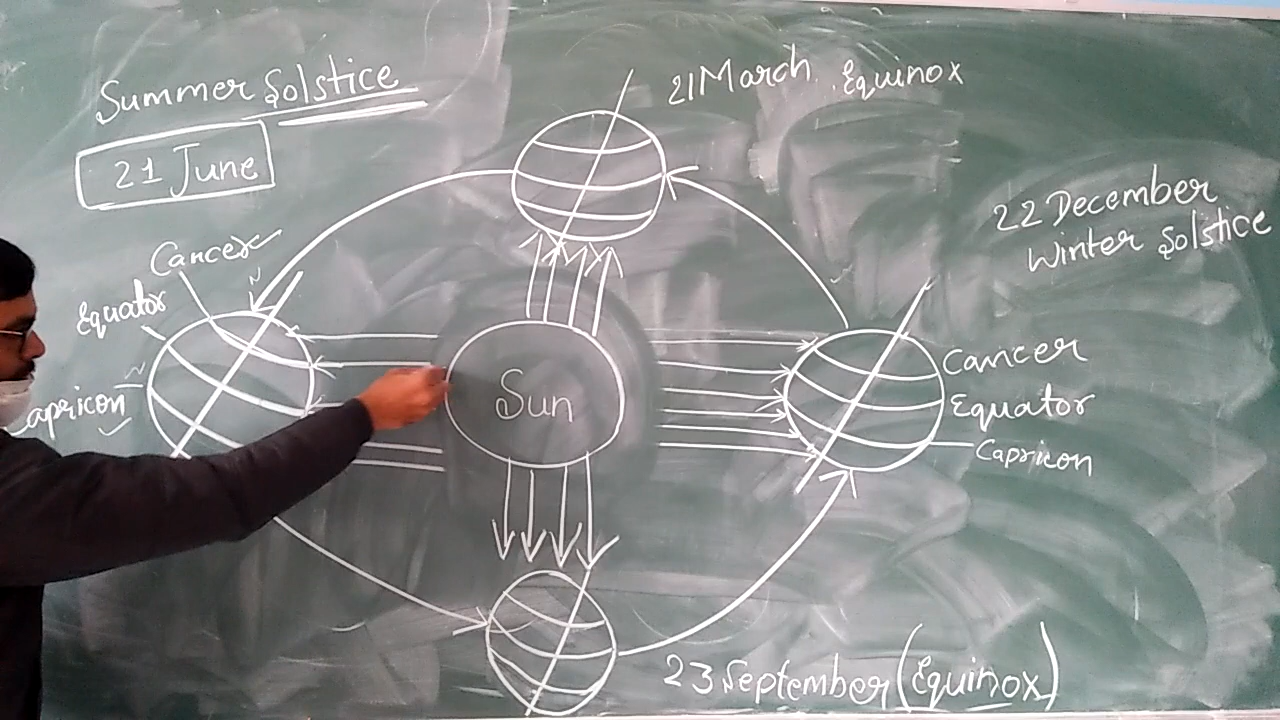 Summer Solstice
21 June
21 March Equinox
22 December
Winter Solstice
Cancer
Equator
apricon
Sun
Cancer
Equator
Capricon
23 September (Equinox)